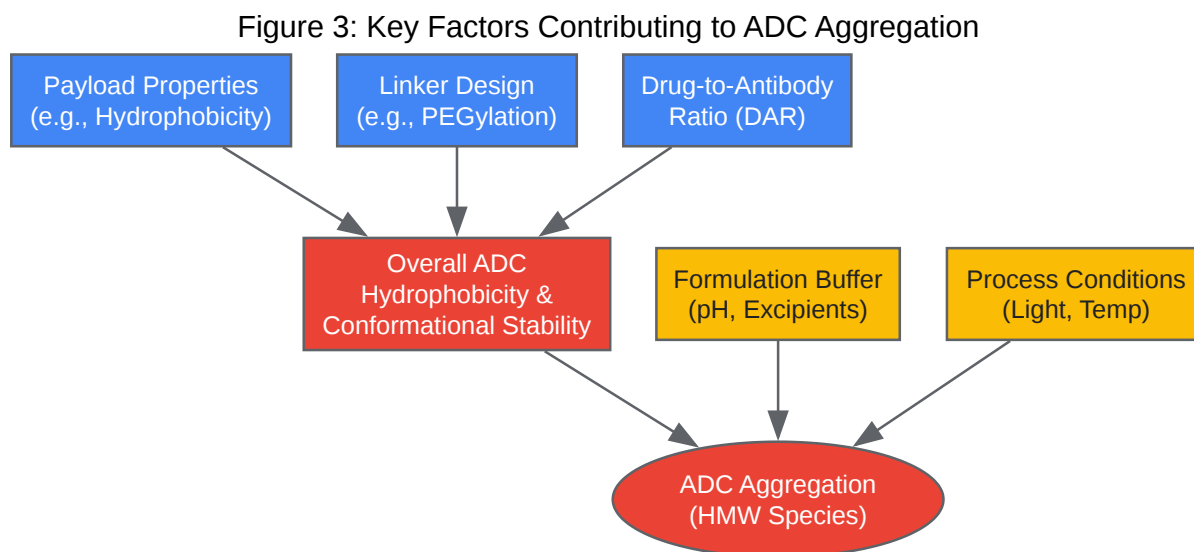 Figure 3: Key Factors Contributing to ADC Aggregation
Payload Properties
(e.g., Hydrophobicity)
Linker Design
(e.g., PEGylation)
Drug-to-Antibody
Ratio (DAR)
Overall ADC
Hydrophobicity &
Conformational Stability
Formulation Buffer
(pH, Excipients)
Process Conditions
(Light, Temp)
ADC Aggregation
(HMW Species)